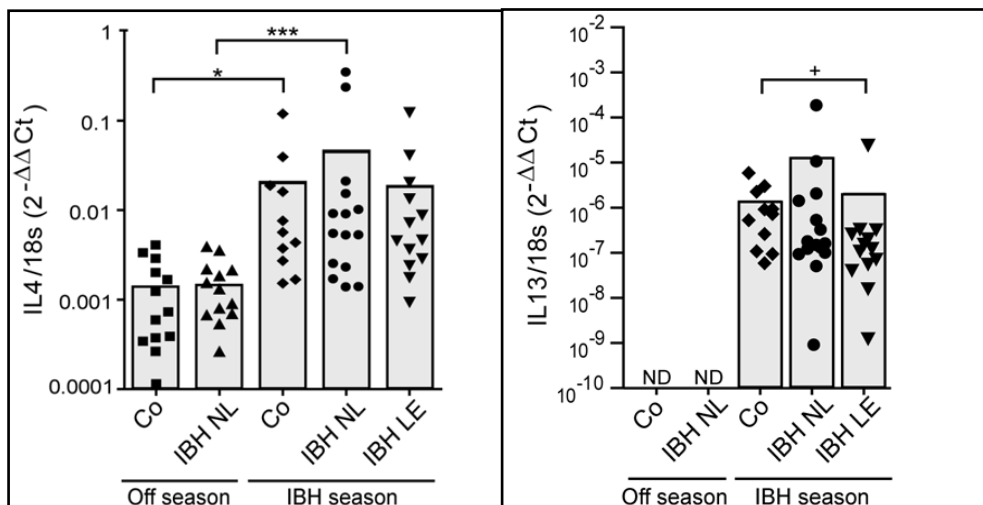 IL4/18s (2^-ΔΔCt)
1
0.1
0.01
0.001
0.0001
*
***
Co
IBH NL
Co
IBH NL
IBH LE
Off season
IBH season
IL13/18s (2^-ΔΔCt)
10^-2
10^-3
10^-4
10^-5
10^-6
10^-7
10^-8
10^-9
10^-10
+
ND
ND
Co
IBH NL
Co
IBH NL
IBH LE
Off season
IBH season